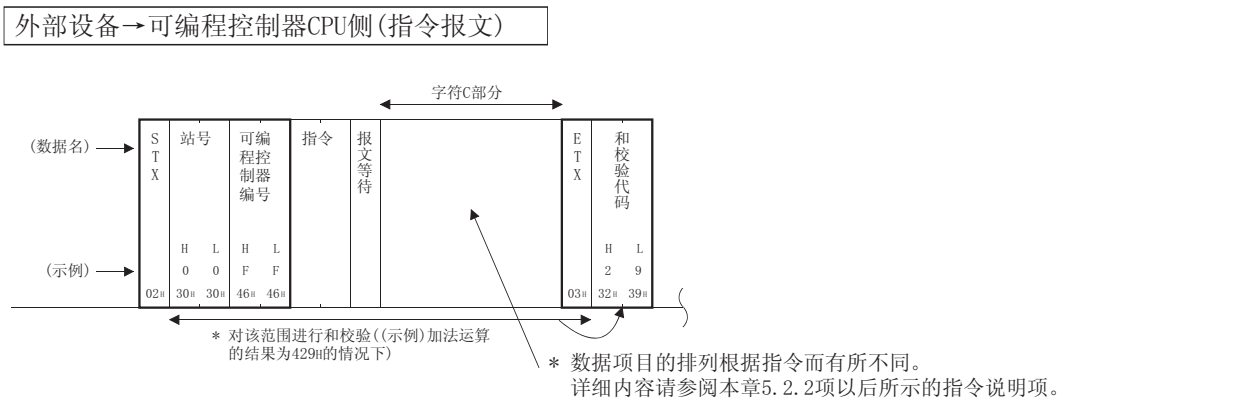 外部设备→可编程控制器CPU侧(指令报文)
字符C部分
(数据名)
STX
站号
可编程控制器编号
指令
报文等待
ETX
和校验代码
H L H L H L
(示例)
0 0 F F 2 9
02H 30H 30H 46H 46H 03H 32H 39H
* 对该范围进行和校验((示例)加法运算
的结果为429H的情况下)
* 数据项目的排列根据指令而有所不同。
详细内容请参阅本章5.2.2项以后所示的指令说明项。